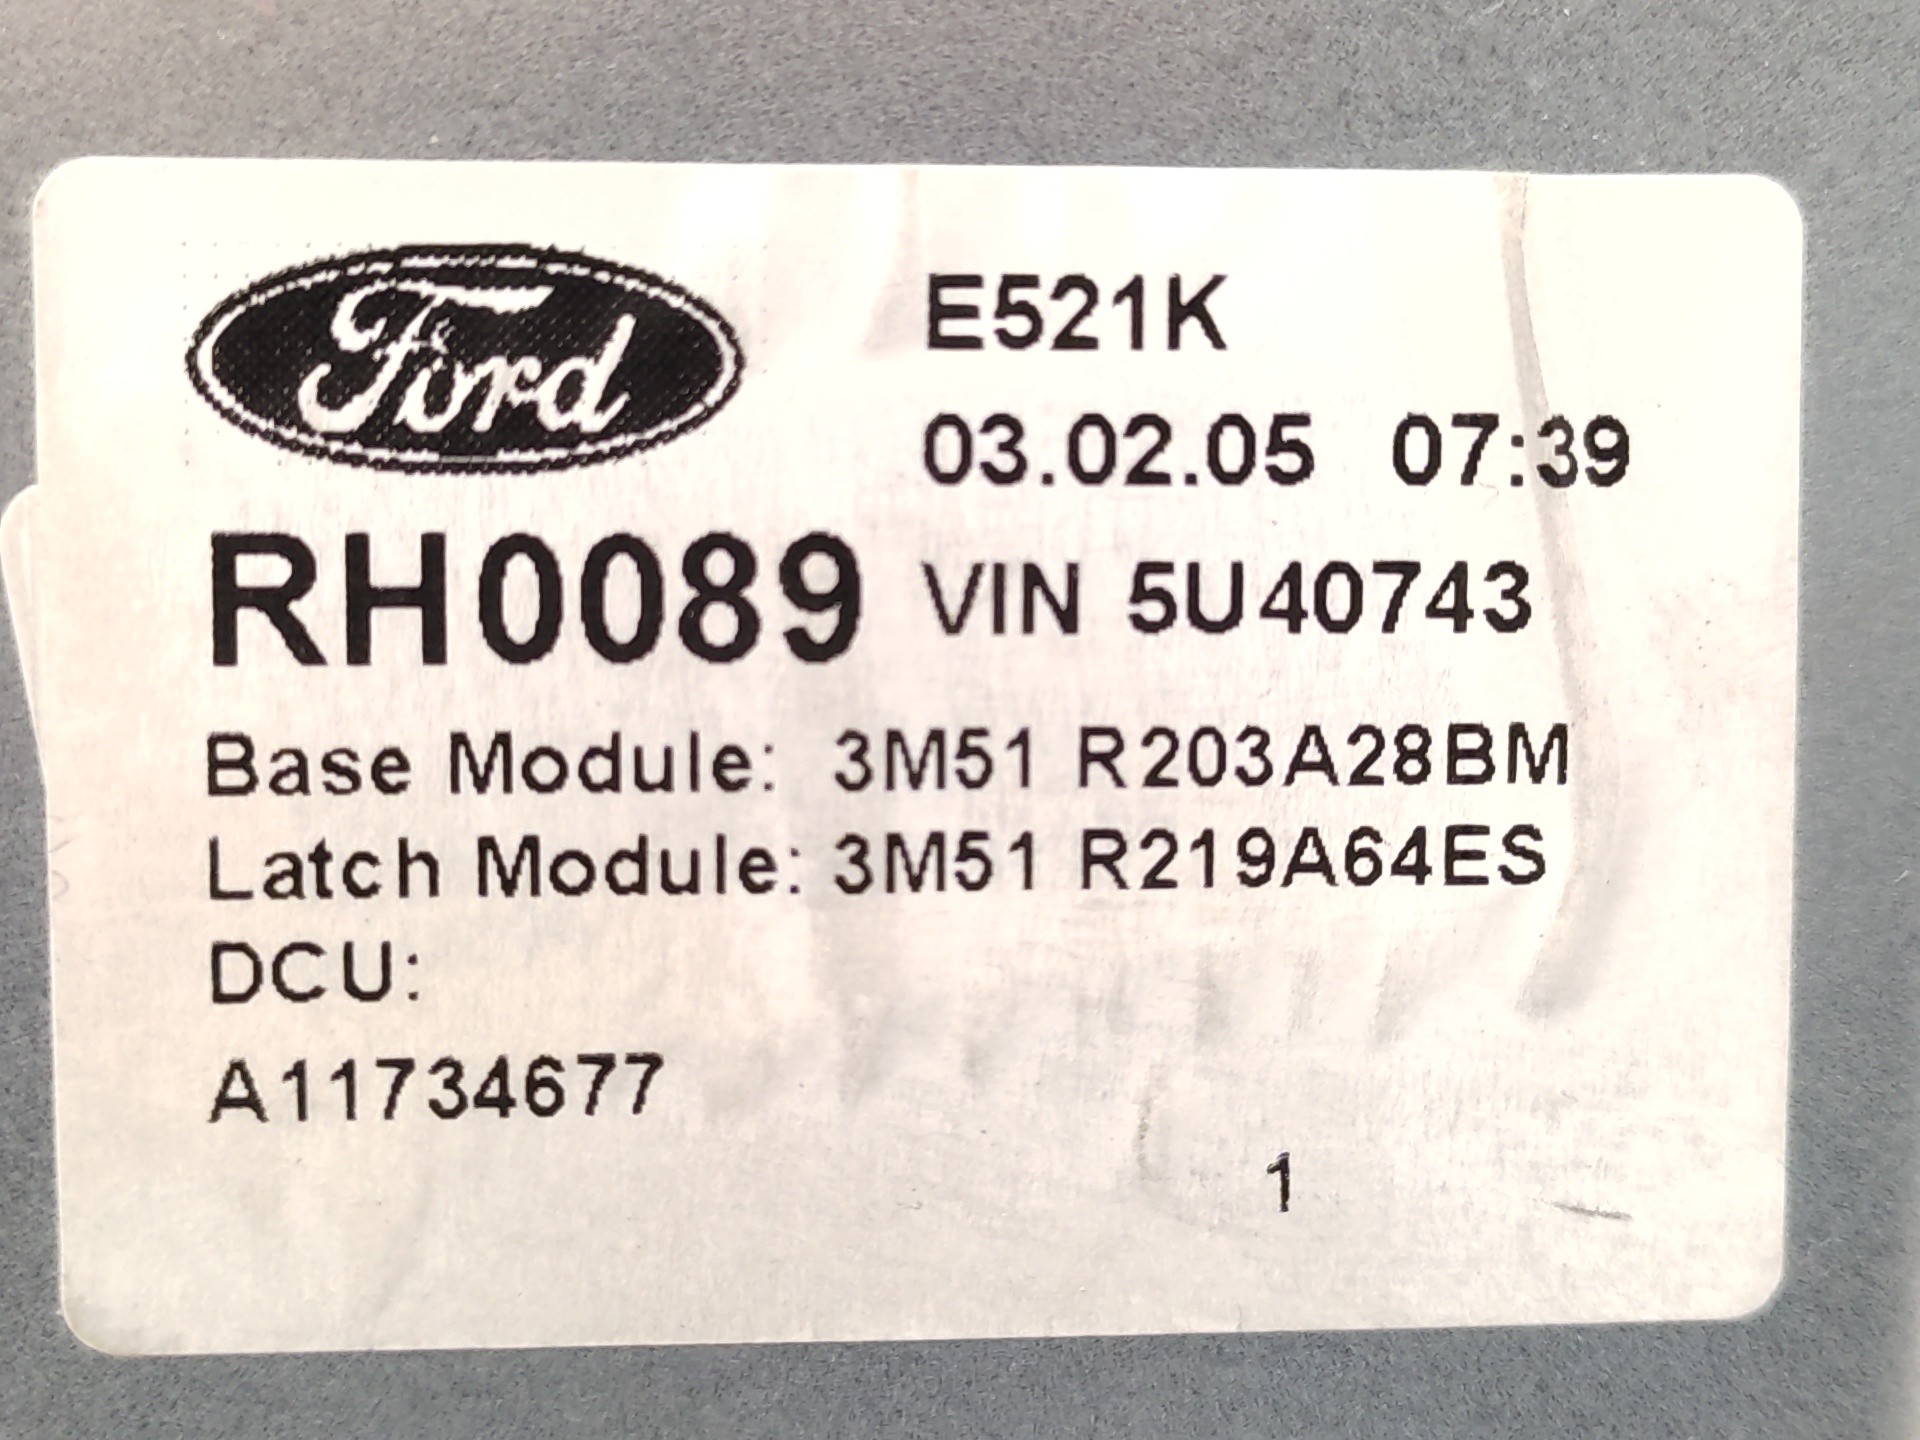 Ford
E521K
03.02.05 07:39
RH0089 VIN 5U40743
Base Module: 3M51 R203A28BM
Latch Module: 3M51 R219A64ES
DCU:
A11734677
1